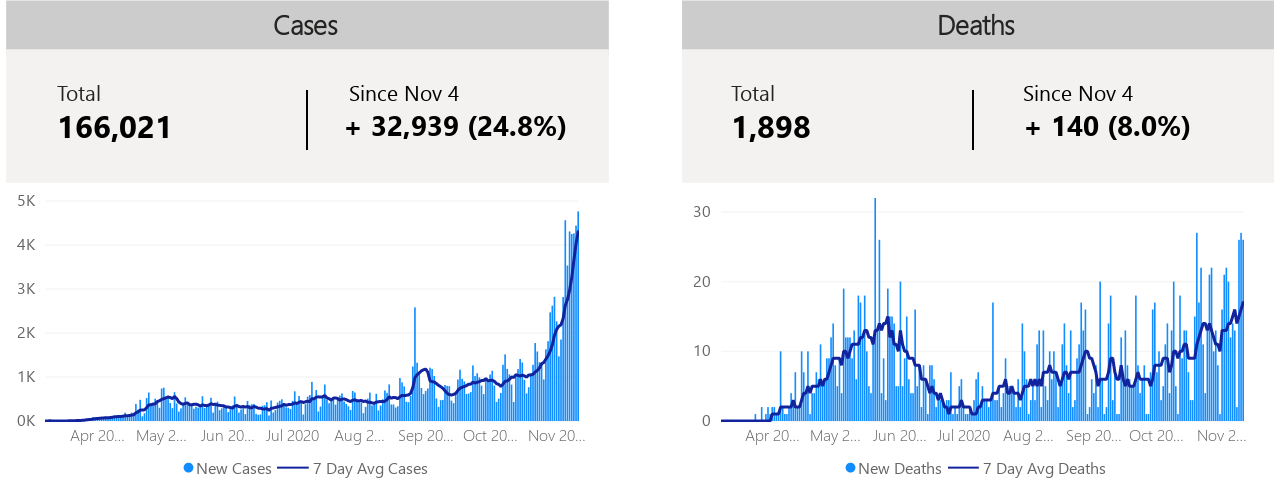 Cases
Total
166,021
Since Nov 4
+ 32,939 (24.8%)
5K
4K
3K
2K
1K
0K
Apr 20... May 2... Jun 20... Jul 2020 Aug 2... Sep 20... Oct 20... Nov 20...
New Cases 7 Day Avg Cases
Deaths
Total
1,898
Since Nov 4
+ 140 (8.0%)
30
20
10
0
Apr 20... May 2... Jun 20... Jul 2020 Aug 2... Sep 20... Oct 20... Nov 2...
New Deaths 7 Day Avg Deaths